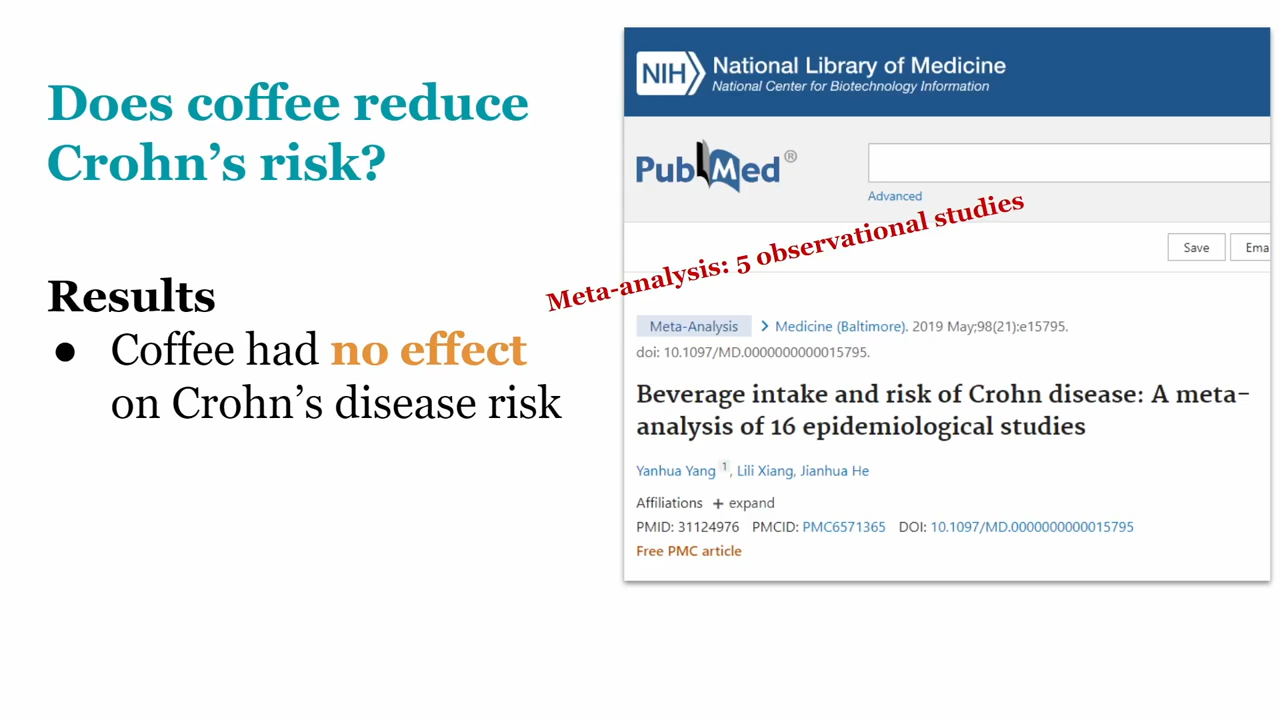 Does coffee reduce
Crohn's risk?
Results
● Coffee had no effect
on Crohn's disease risk
NIH National Library of Medicine
National Center for Biotechnology Information
PubMed®
Advanced
Meta-analysis: 5 observational studies
Save Ema
Meta-Analysis > Medicine (Baltimore). 2019 May;98(21):e15795.
doi: 10.1097/MD.0000000000015795.
Beverage intake and risk of Crohn disease: A meta-
analysis of 16 epidemiological studies
Yanhua Yang 1, Lili Xiang, Jianhua He
Affiliations + expand
PMID: 31124976 PMCID: PMC6571365 DOI: 10.1097/MD.0000000000015795
Free PMC article